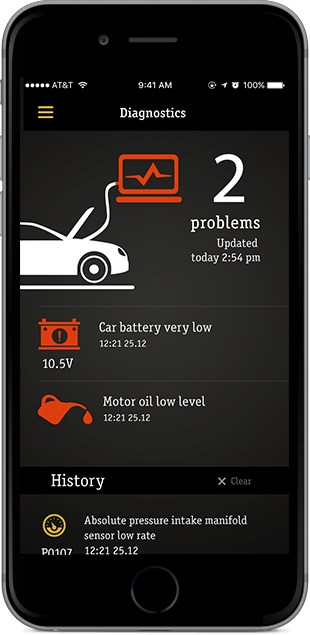 AT&T 9:41 AM 100%
Diagnostics
2
problems
Updated
today 2:54 pm
Car battery very low
12:21 25.12
10.5V
Motor oil low level
12:21 25.12
History
Clear
Absolute pressure intake manifold
sensor low rate
12:21 25.12
P0107